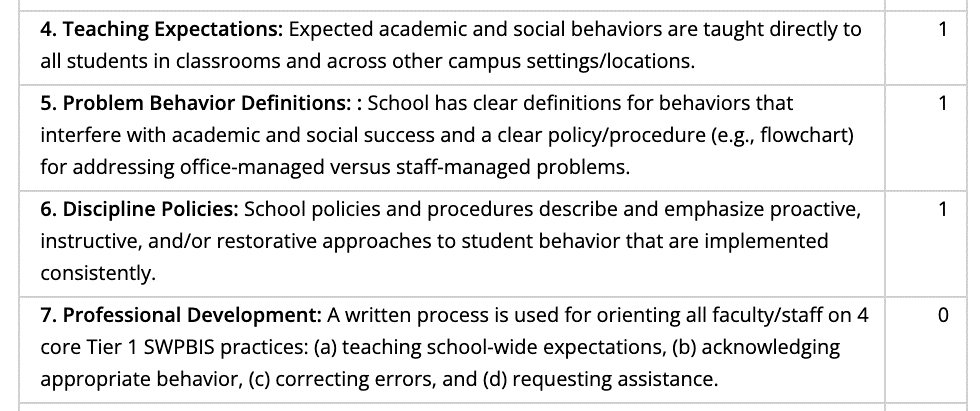 4. Teaching Expectations: Expected academic and social behaviors are taught directly to 1
all students in classrooms and across other campus settings/locations.
5. Problem Behavior Definitions: : School has clear definitions for behaviors that 1
interfere with academic and social success and a clear policy/procedure (e.g., flowchart)
for addressing office-managed versus staff-managed problems.
6. Discipline Policies: School policies and procedures describe and emphasize proactive, 1
instructive, and/or restorative approaches to student behavior that are implemented
consistently.
7. Professional Development: A written process is used for orienting all faculty/staff on 4 0
core Tier 1 SWPBIS practices: (a) teaching school-wide expectations, (b) acknowledging
appropriate behavior, (c) correcting errors, and (d) requesting assistance.